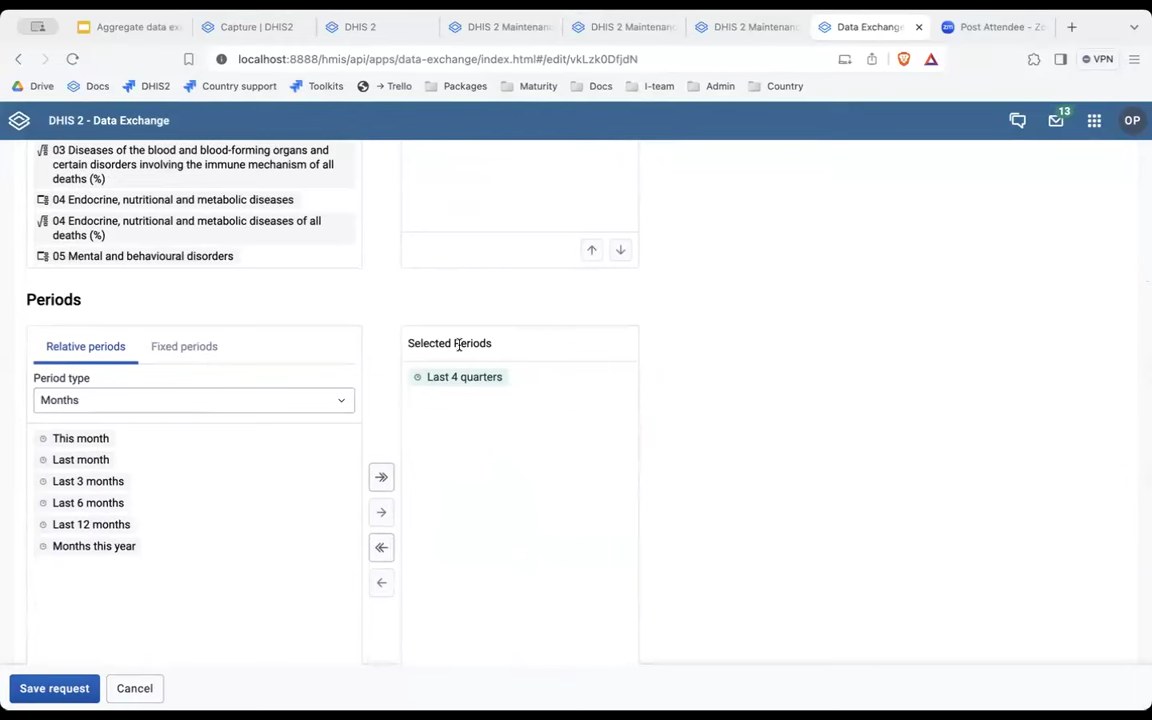 Aggregate data ex
Capture | DHIS2
DHIS 2
DHIS 2 Maintenan
DHIS 2 Maintenan
DHIS 2 Maintenan
Data Exchange
Post Attendee - Zo
localhost:8888/hmis/api/apps/data-exchange/index.html#/edit/vkLzk0DfjdN
VPN
Drive
Docs
DHIS2
Country support
Toolkits
→ Trello
Packages
Maturity
Docs
I-team
Admin
Country
DHIS 2 - Data Exchange
13
OP
03 Diseases of the blood and blood-forming organs and
certain disorders involving the immune mechanism of all
deaths (%)
04 Endocrine, nutritional and metabolic diseases
04 Endocrine, nutritional and metabolic diseases of all
deaths (%)
05 Mental and behavioural disorders
Periods
Relative periods
Fixed periods
Selected Periods
Period type
Last 4 quarters
Months
This month
Last month
Last 3 months
Last 6 months
Last 12 months
Months this year
Save request
Cancel